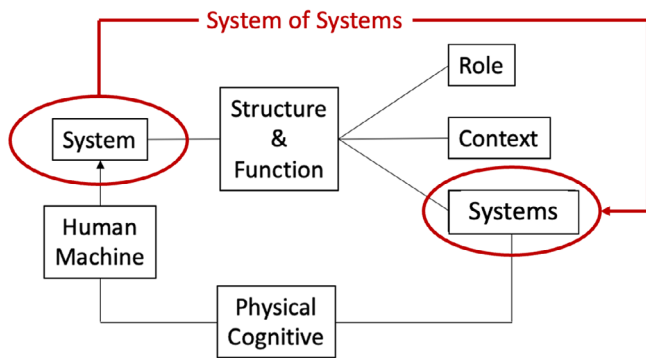 System of Systems
Role
Structure
&
Function
System
Context
Systems
Human
Machine
Physical
Cognitive